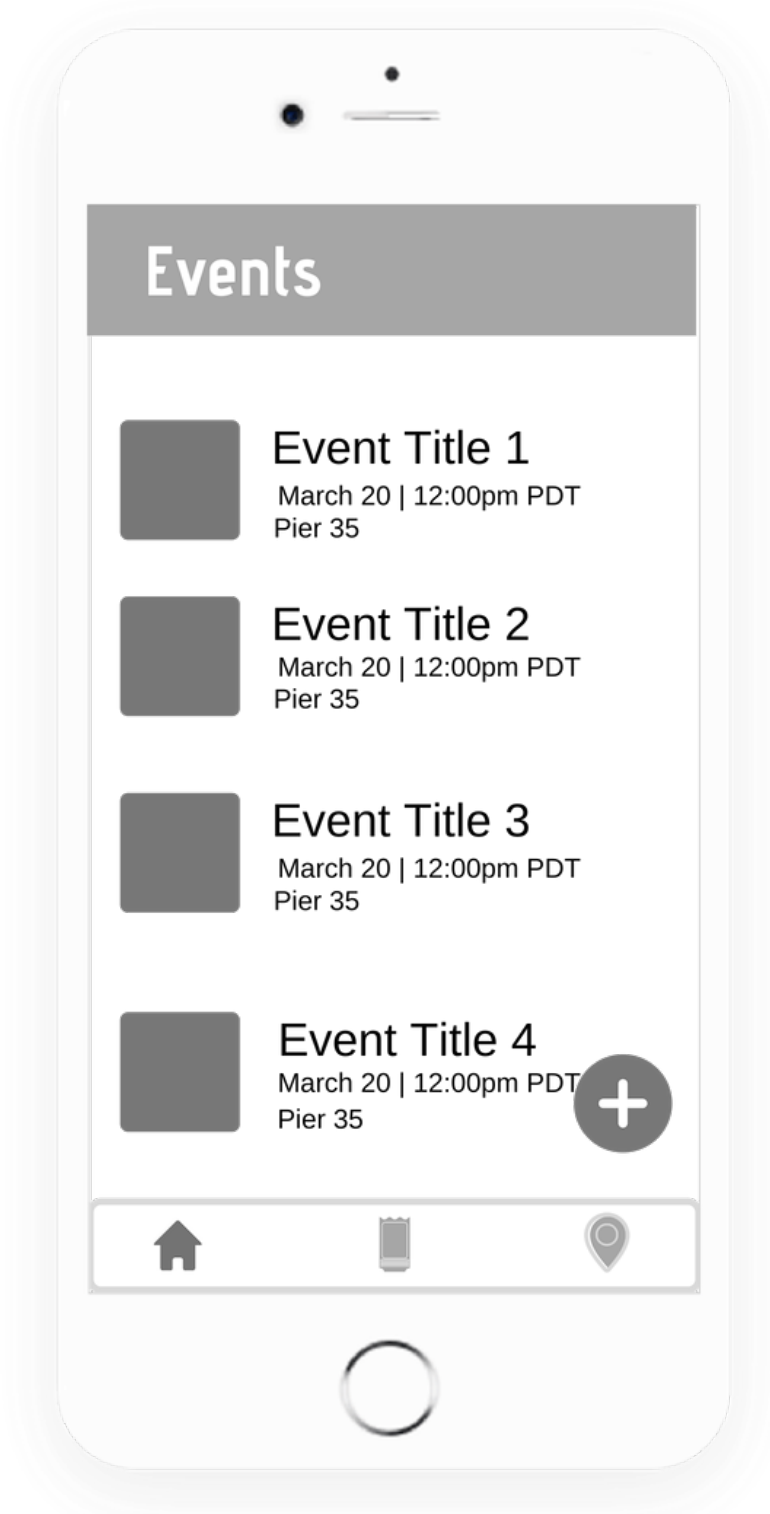 Events
Event Title 1
March 20 | 12:00pm PDT
Pier 35
Event Title 2
March 20 | 12:00pm PDT
Pier 35
Event Title 3
March 20 | 12:00pm PDT
Pier 35
Event Title 4
March 20 | 12:00pm PDT
Pier 35